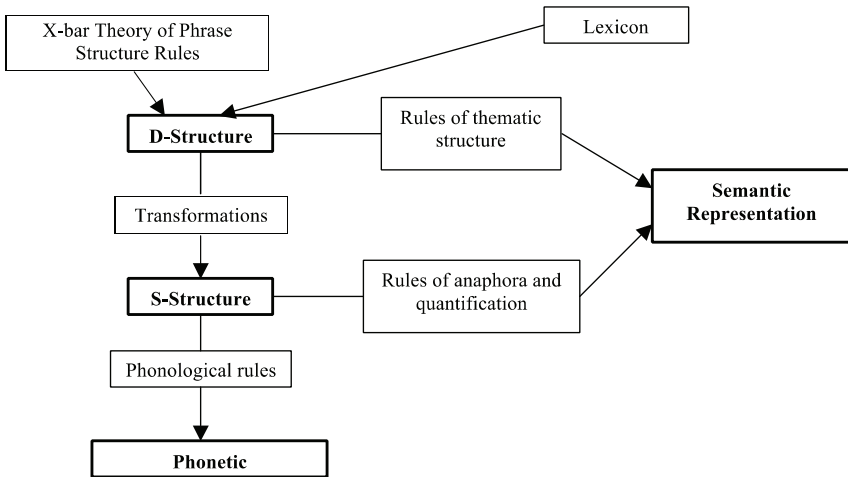 X-bar Theory of Phrase
Structure Rules
Lexicon
D-Structure
Rules of thematic
structure
Semantic
Representation
Transformations
S-Structure
Rules of anaphora and
quantification
Phonological rules
Phonetic